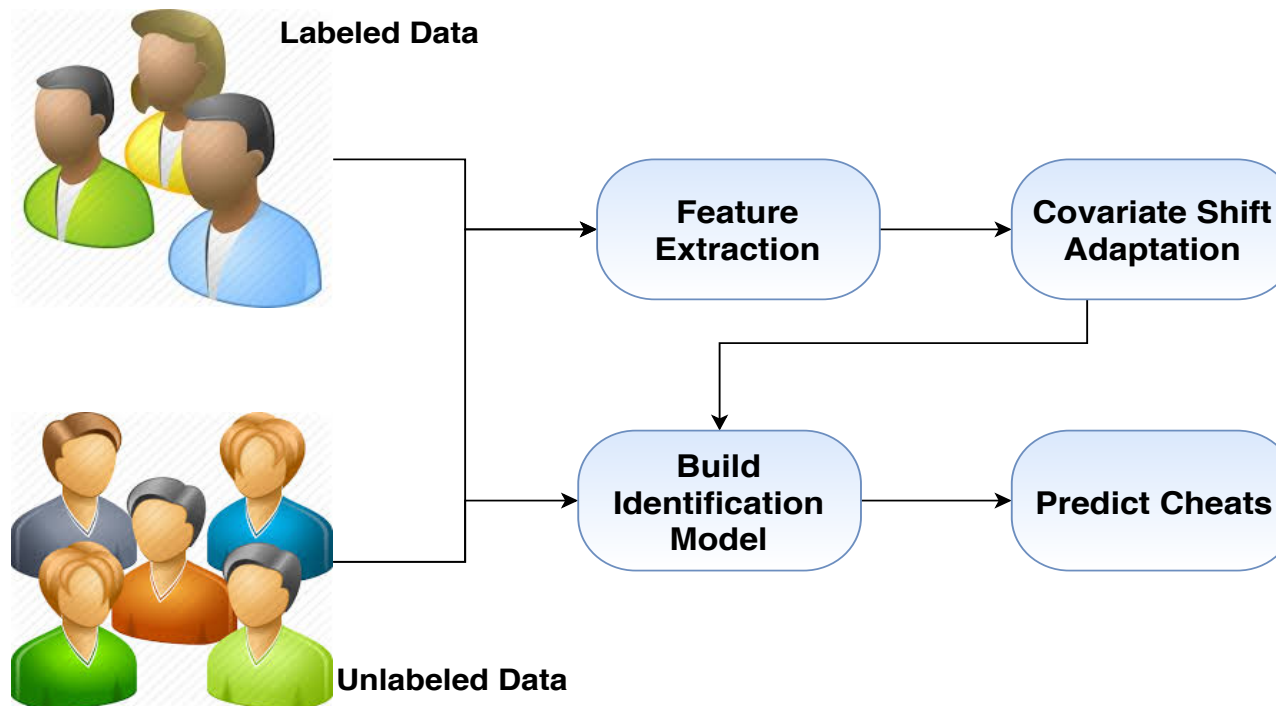 Labeled Data
Feature
Extraction
Covariate Shift
Adaptation
Build
Identification
Model
Predict Cheats
Unlabeled Data